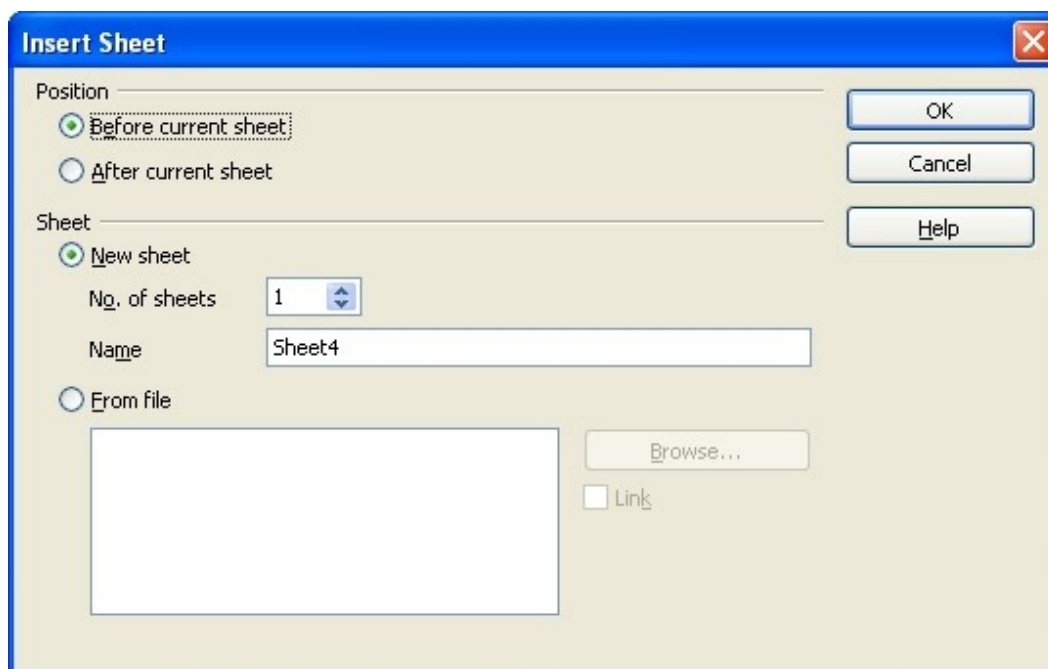 Insert Sheet
Position
Before current sheet
After current sheet
OK
Cancel
Help
Sheet
New sheet
No. of sheets 1
Name Sheet4
From file
Browse...
Link